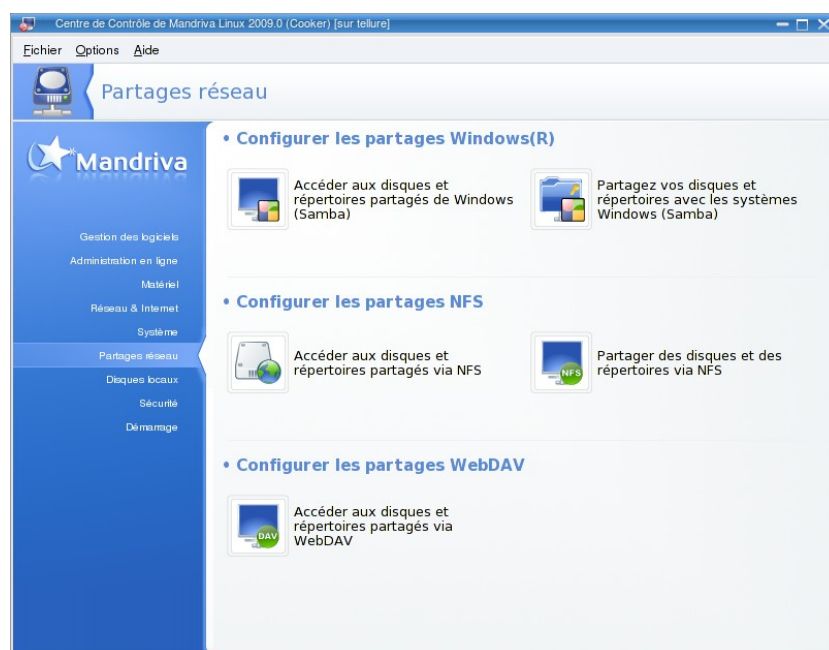 Centre de Contrôle de Mandriva Linux 2009.0 (Cooker) [sur tellure]
Fichier Options Aide
Partages réseau
Mandriva
Gestion des logiciels
Administration en ligne
Matériel
Réseau & Internet
Système
Partages réseau
Disques locaux
Sécurité
Démarrage
• Configurer les partages Windows(R)
Accéder aux disques et
répertoires partagés de Windows
(Samba)
Partagez vos disques et
répertoires avec les systèmes
Windows (Samba)
• Configurer les partages NFS
Accéder aux disques et
répertoires partagés via NFS
NFS
Partager des disques et des
répertoires via NFS
• Configurer les partages WebDAV
DAV
Accéder aux disques et
répertoires partagés via
WebDAV